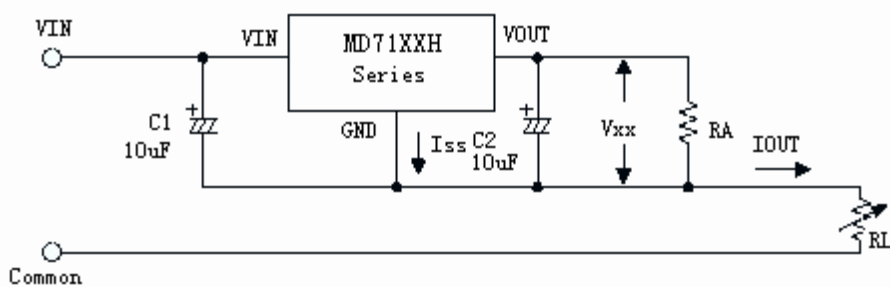 VIN
VIN
MD71XXH
Series
VOUT
GND
C1
10uF
Iss
C2
10uF
Vxx
RA
IOUT
RL
Common